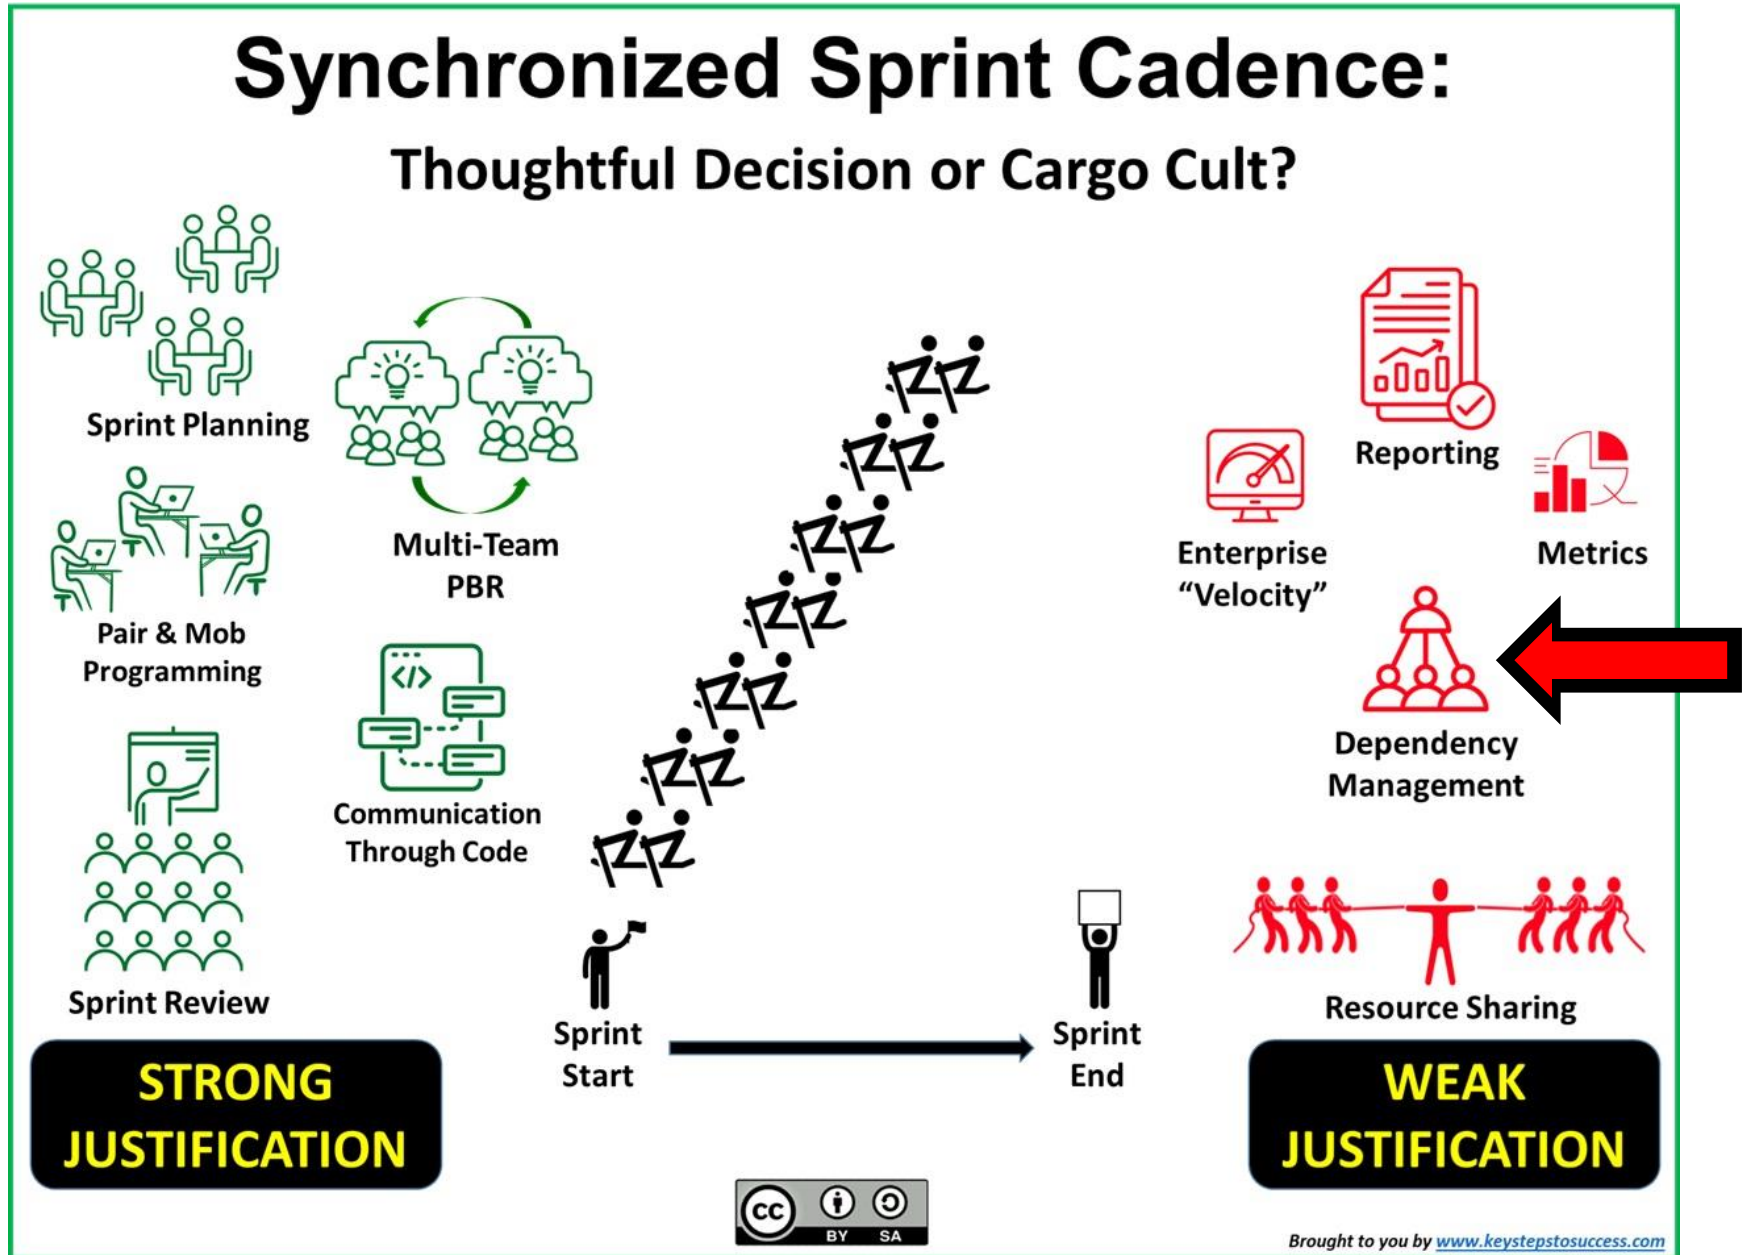 Synchronized Sprint Cadence:
Thoughtful Decision or Cargo Cult?
Sprint Planning
Multi-Team
PBR
Pair & Mob
Programming
</>
Communication
Through Code
Sprint Review
STRONG
JUSTIFICATION
Sprint
Start
Sprint
End
Reporting
Enterprise
“Velocity”
Metrics
Dependency
Management
Resource Sharing
WEAK
JUSTIFICATION
cc
BY SA
Brought to you by www.keystepstosuccess.com